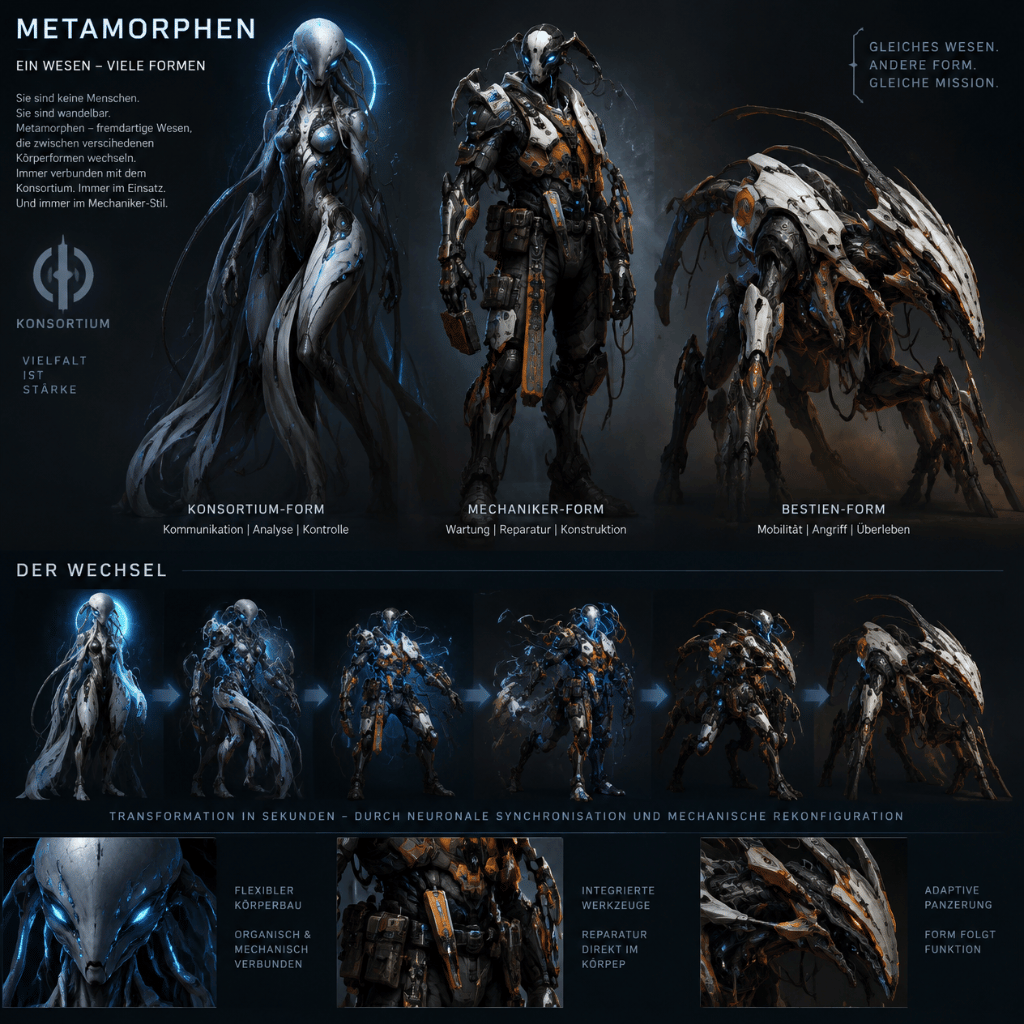 METAMORPHEN
EIN WESEN – VIELE FORMEN
Sie sind keine Menschen.
Sie sind wandelbar.
Metamorphen – fremdartige Wesen,
die zwischen verschiedenen
Körperformen wechseln.
Immer verbunden mit dem
Konsortium. Immer im Einsatz.
Und immer im Mechaniker-Stil.
KONSORTIUM
VIELFALT
IST
STÄRKE
GLEICHES WESEN.
ANDERE FORM.
GLEICHE MISSION.
KONSORTIUM-FORM
Kommunikation | Analyse | Kontrolle
MECHANIKER-FORM
Wartung | Reparatur | Konstruktion
BESTIEN-FORM
Mobilität | Angriff | Überleben
DER WECHSEL
TRANSFORMATION IN SEKUNDEN – DURCH NEURONALE SYNCHRONISATION UND MECHANISCHE REKONFIGURATION
FLEXIBLER
KÖRPERBAU
ORGANISCH &
MECHANISCH
VERBUNDEN
INTEGRIERTE
WERKZEUGE
REPARATUR
DIREKT IM
KÖRPEP
ADAPTIVE
PANZERUNG
FORM FOLGT
FUNKTION